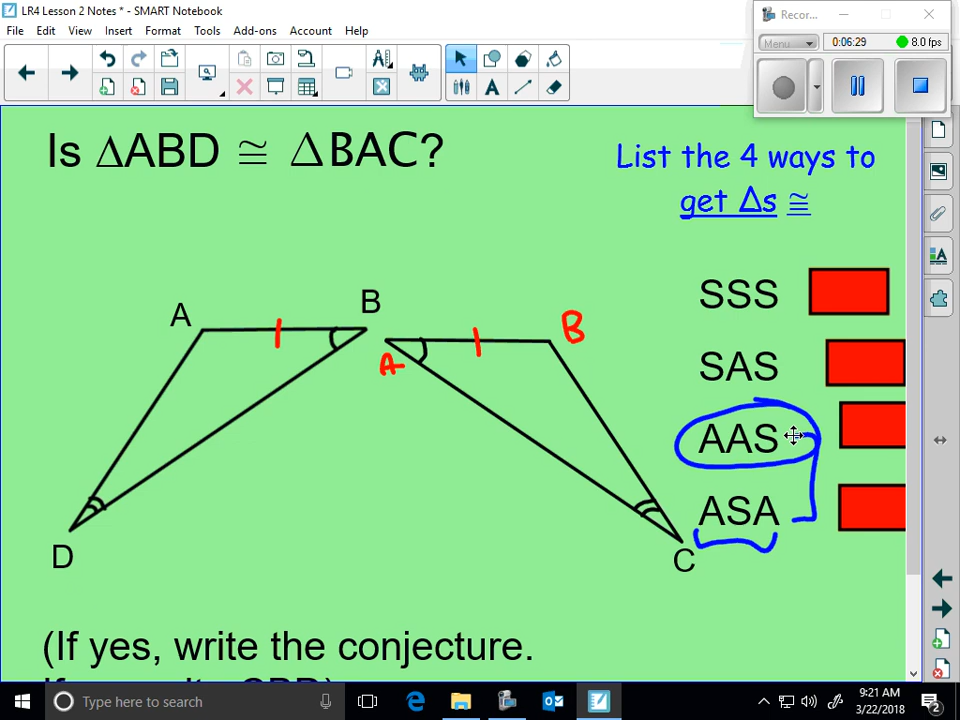 LR4 Lesson 2 Notes * - SMART Notebook
File Edit View Insert Format Tools Add-ons Account Help
Recor...
Menu 0:06:29 8.0 fps
Is ΔABD ≅ ΔBAC?
List the 4 ways to
get Δs ≅
SSS
SAS
AAS
ASA
A B
A B
D C
(If yes, write the conjecture.
Type here to search
9:21 AM
3/22/2018
2